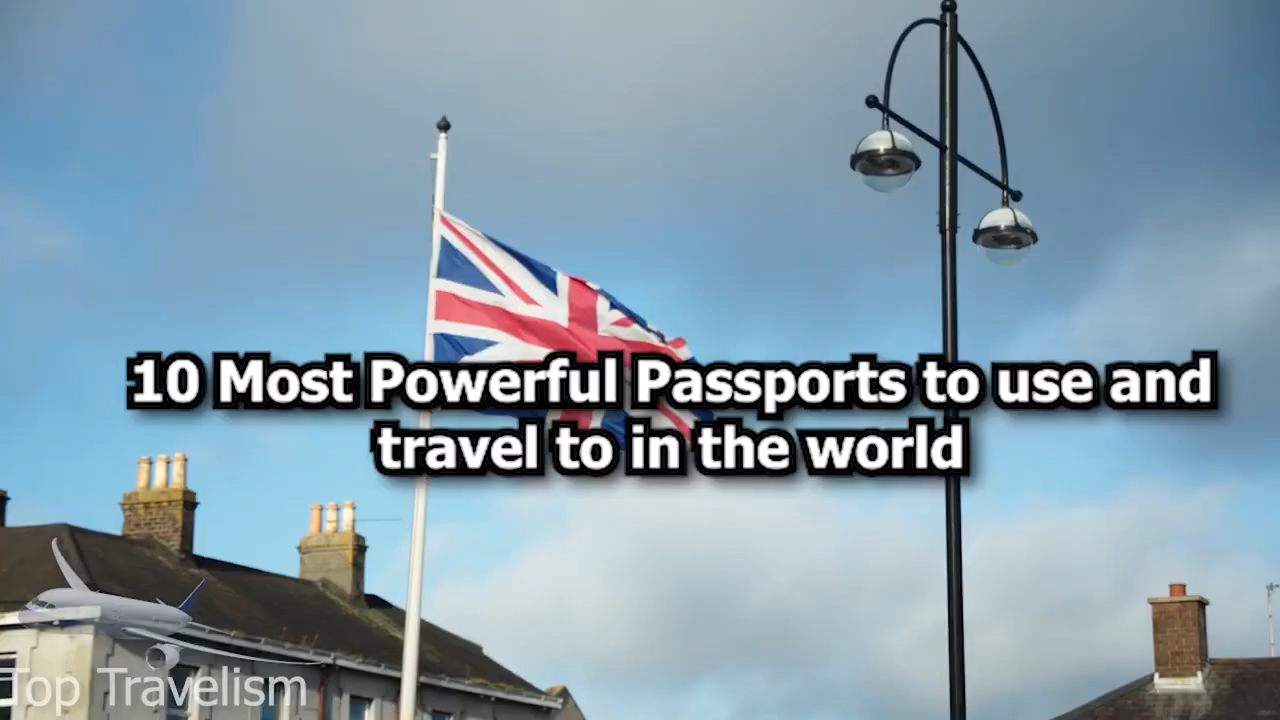 10 Most Powerful Passports to use and
travel to in the world
Top Travelism